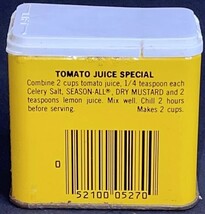 TOMATO JUICE SPECIAL
Combine 2 cups tomato juice, 1/4 teaspoon each
Celery Salt, SEASON-ALL®, DRY MUSTARD and 2
teaspoons lemon juice. Mix well. Chill 2 hours
before serving. Makes 2 cups.
0
52100 05270